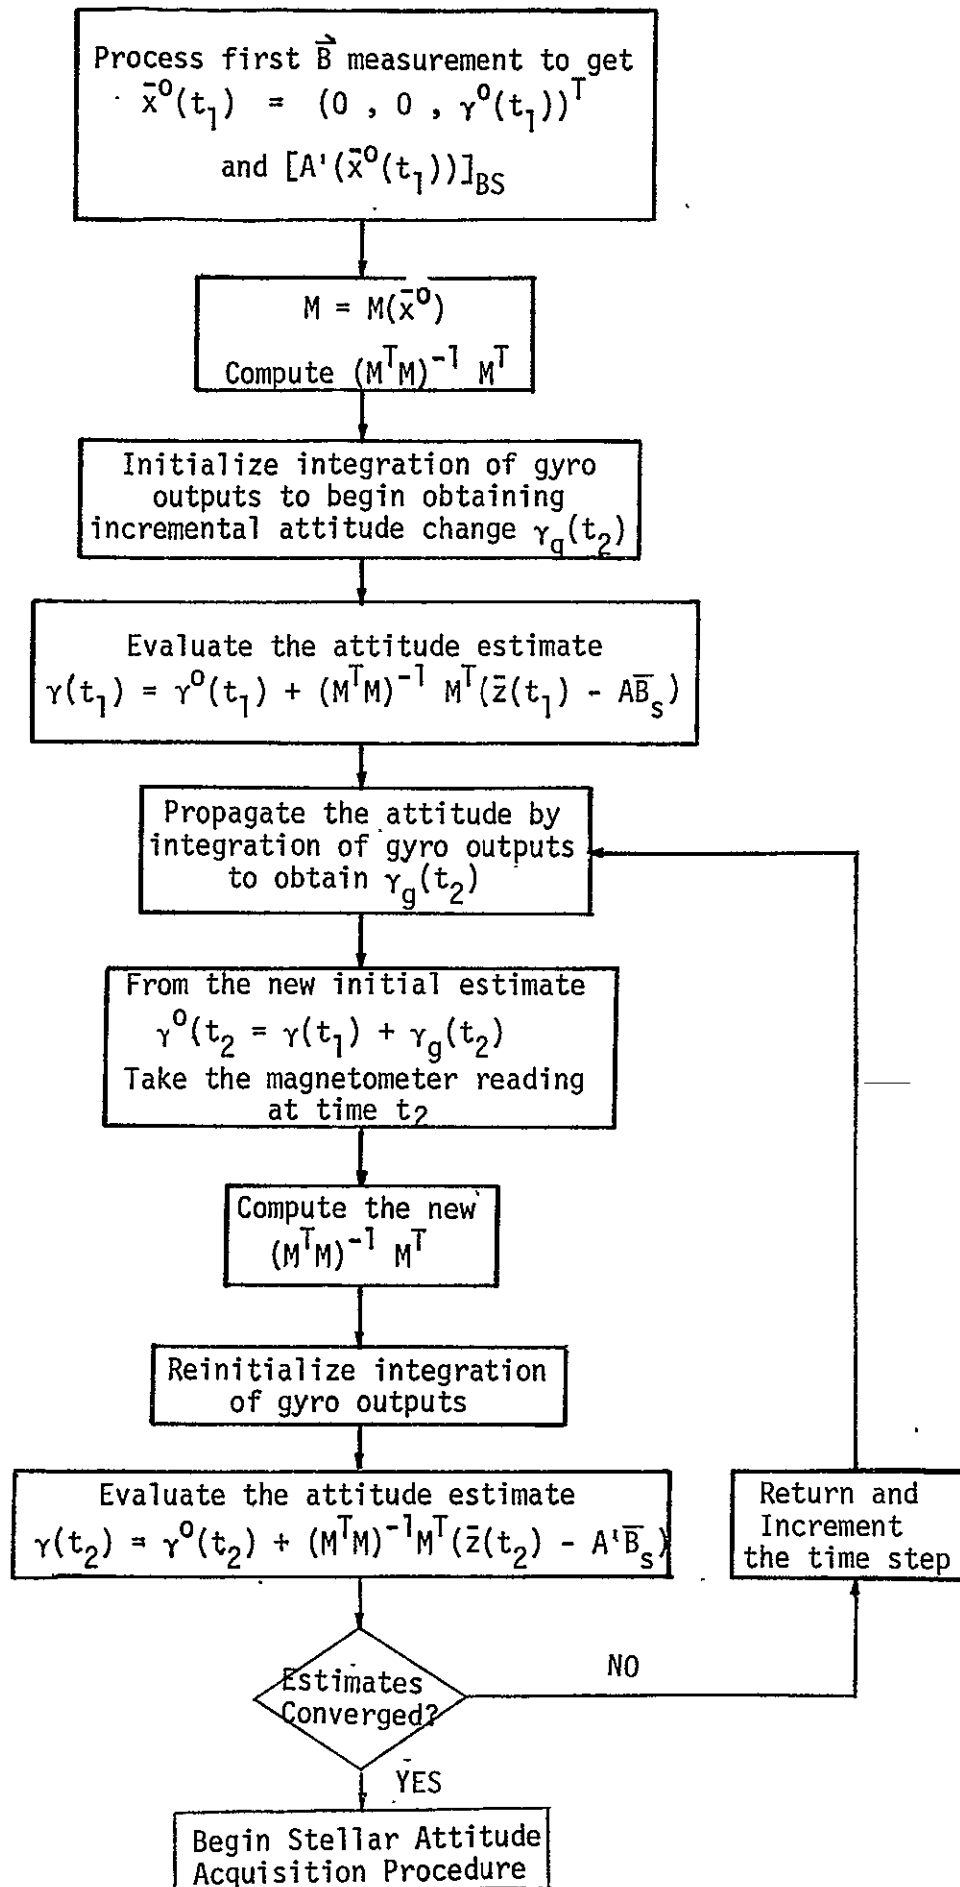 Process first B⃗ measurement to get
x̄⁰(t₁) = (0 , 0 , γ⁰(t₁))ᵀ
and [A'(x̄⁰(t₁))]BS
M = M(x̄⁰)
Compute (MᵀM)⁻¹ Mᵀ
Initialize integration of gyro
outputs to begin obtaining
incremental attitude change γg(t₂)
Evaluate the attitude estimate
γ(t₁) = γ⁰(t₁) + (MᵀM)⁻¹ Mᵀ(z̄(t₁) - AB̄s)
Propagate the attitude by
integration of gyro outputs
to obtain γg(t₂)
From the new initial estimate
γ⁰(t₂ = γ(t₁) + γg(t₂)
Take the magnetometer reading
at time t₂
Compute the new
(MᵀM)⁻¹ Mᵀ
Reinitialize integration
of gyro outputs
Evaluate the attitude estimate
γ(t₂) = γ⁰(t₂) + (MᵀM)⁻¹Mᵀ(z̄(t₂) - A'B̄s)
Return and
Increment
the time step
Estimates
Converged?
NO
YES
Begin Stellar Attitude
Acquisition Procedure